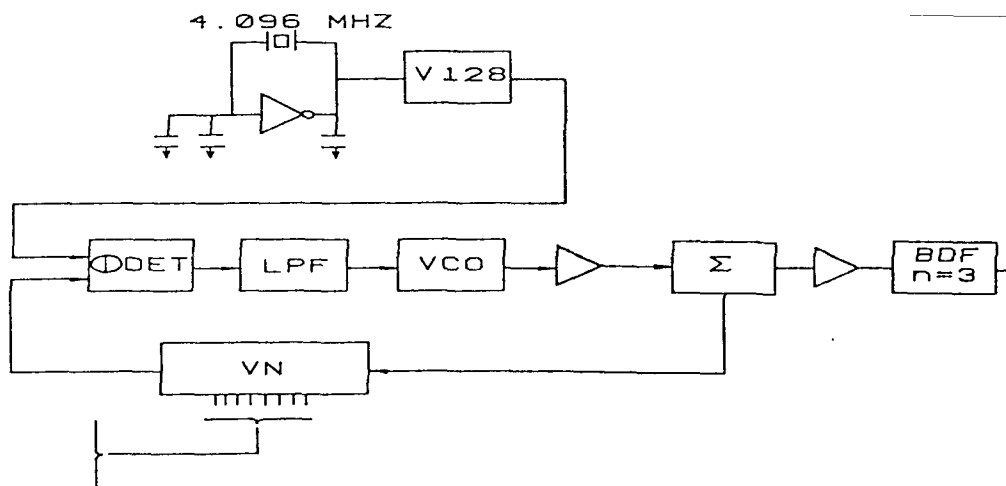 4.096 MHZ
V128
ΦDET
LPF
VCO
Σ
BDF
n=3
VN